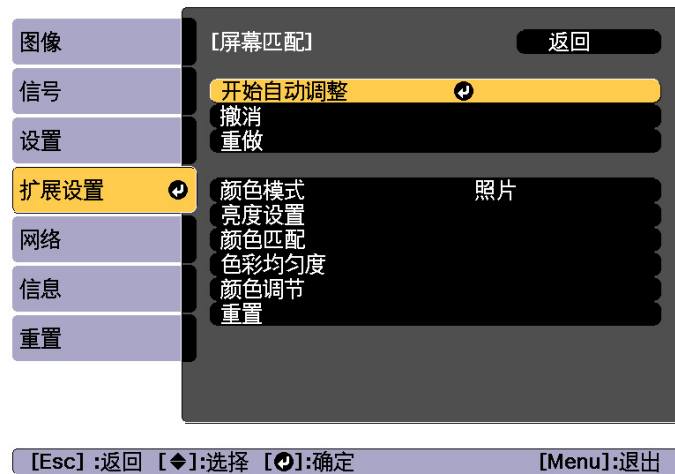 图像
信号
设置
扩展设置
网络
信息
重置
[屏幕匹配] 返回
开始自动调整
撤消
重做
颜色模式 照片
亮度设置
颜色匹配
色彩均匀度
颜色调节
重置
[Esc] :返回 [◆]:选择 [⏎]:确定 [Menu]:退出